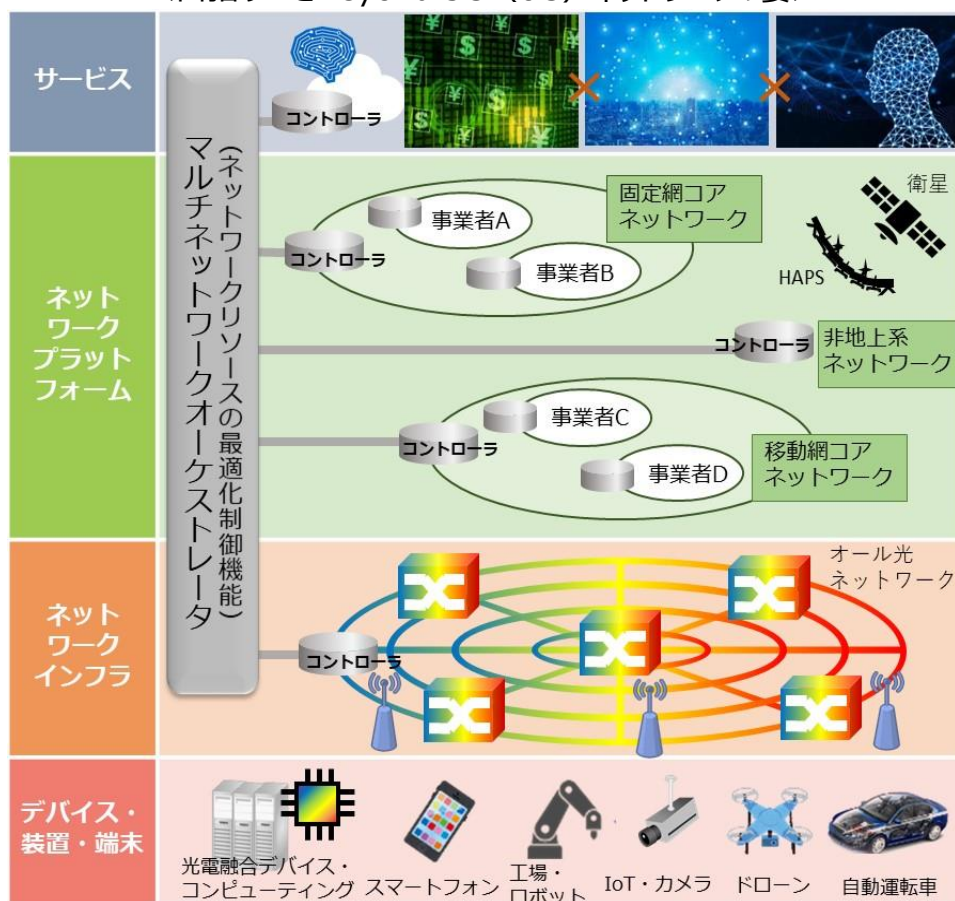 サービス
コントローラ
マルチネットワークオーケストレータ
(ネットワークリソースの最適化制御機能)
ネット
ワーク
プラット
フォーム
コントローラ
事業者A
事業者B
固定網コア
ネットワーク
衛星
HAPS
コントローラ
非地上系
ネットワーク
コントローラ
事業者C
事業者D
移動網コア
ネットワーク
ネット
ワーク
インフラ
コントローラ
オール光
ネットワーク
デバイス・
装置・端末
光電融合デバイス・
コンピューティング
スマートフォン
工場・
ロボット
IoT・カメラ
ドローン
自動運転車